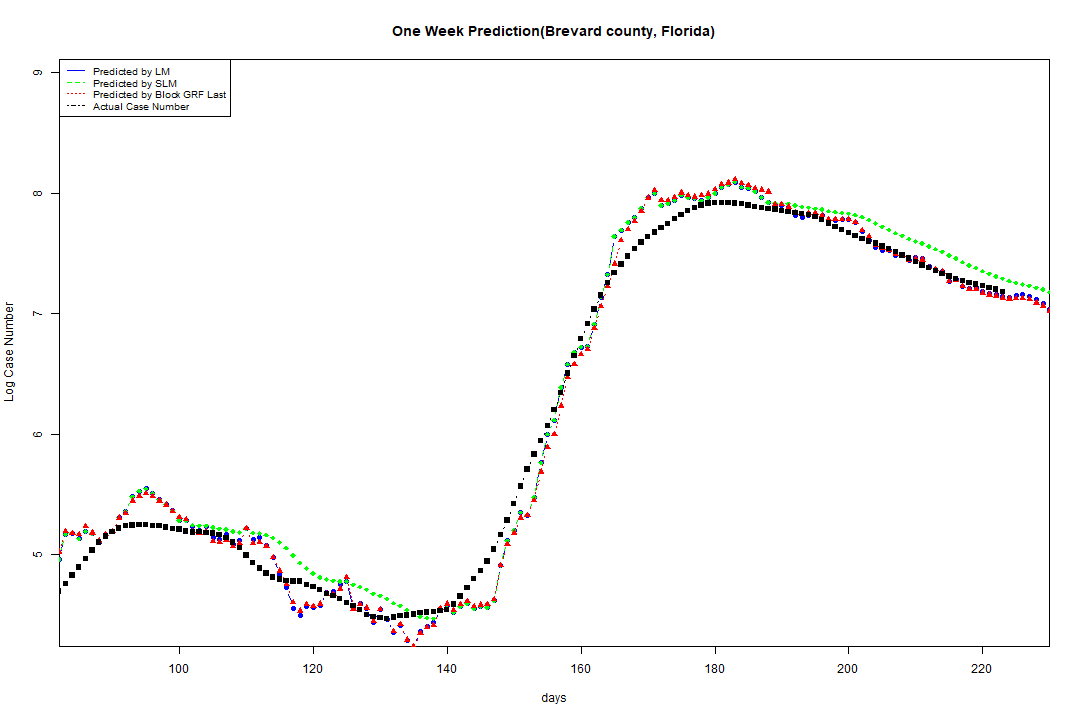 One Week Prediction(Brevard county, Florida)
Predicted by LM
Predicted by SLM
Predicted by Block GRF Last
Actual Case Number
9
8
7
6
5
Log Case Number
100 120 140 160 180 200 220
days